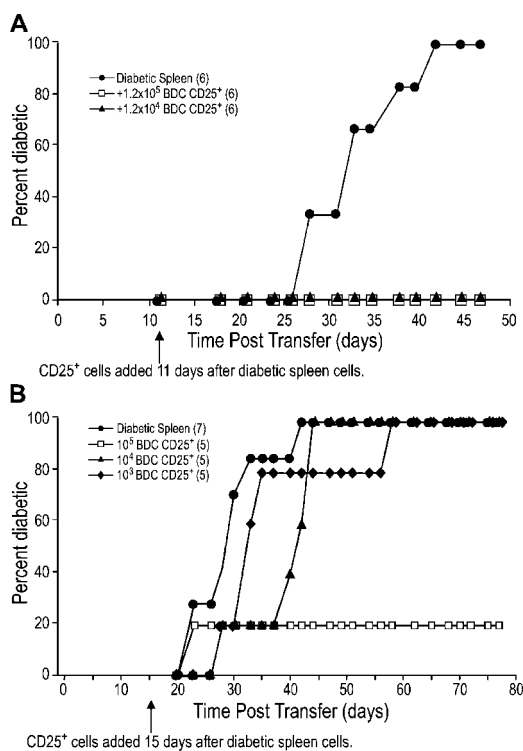 A
Percent diabetic
100
80
60
40
20
0
Diabetic Spleen (6)
+1.2x10⁵ BDC CD25⁺ (6)
+1.2x10⁴ BDC CD25⁺ (6)
0 5 10 15 20 25 30 35 40 45 50
Time Post Transfer (days)
CD25⁺ cells added 11 days after diabetic spleen cells.
B
Percent diabetic
100
80
60
40
20
0
Diabetic Spleen (7)
10⁵ BDC CD25⁺ (5)
10⁴ BDC CD25⁺ (5)
10³ BDC CD25⁺ (5)
0 10 20 30 40 50 60 70 80
Time Post Transfer (days)
CD25⁺ cells added 15 days after diabetic spleen cells.